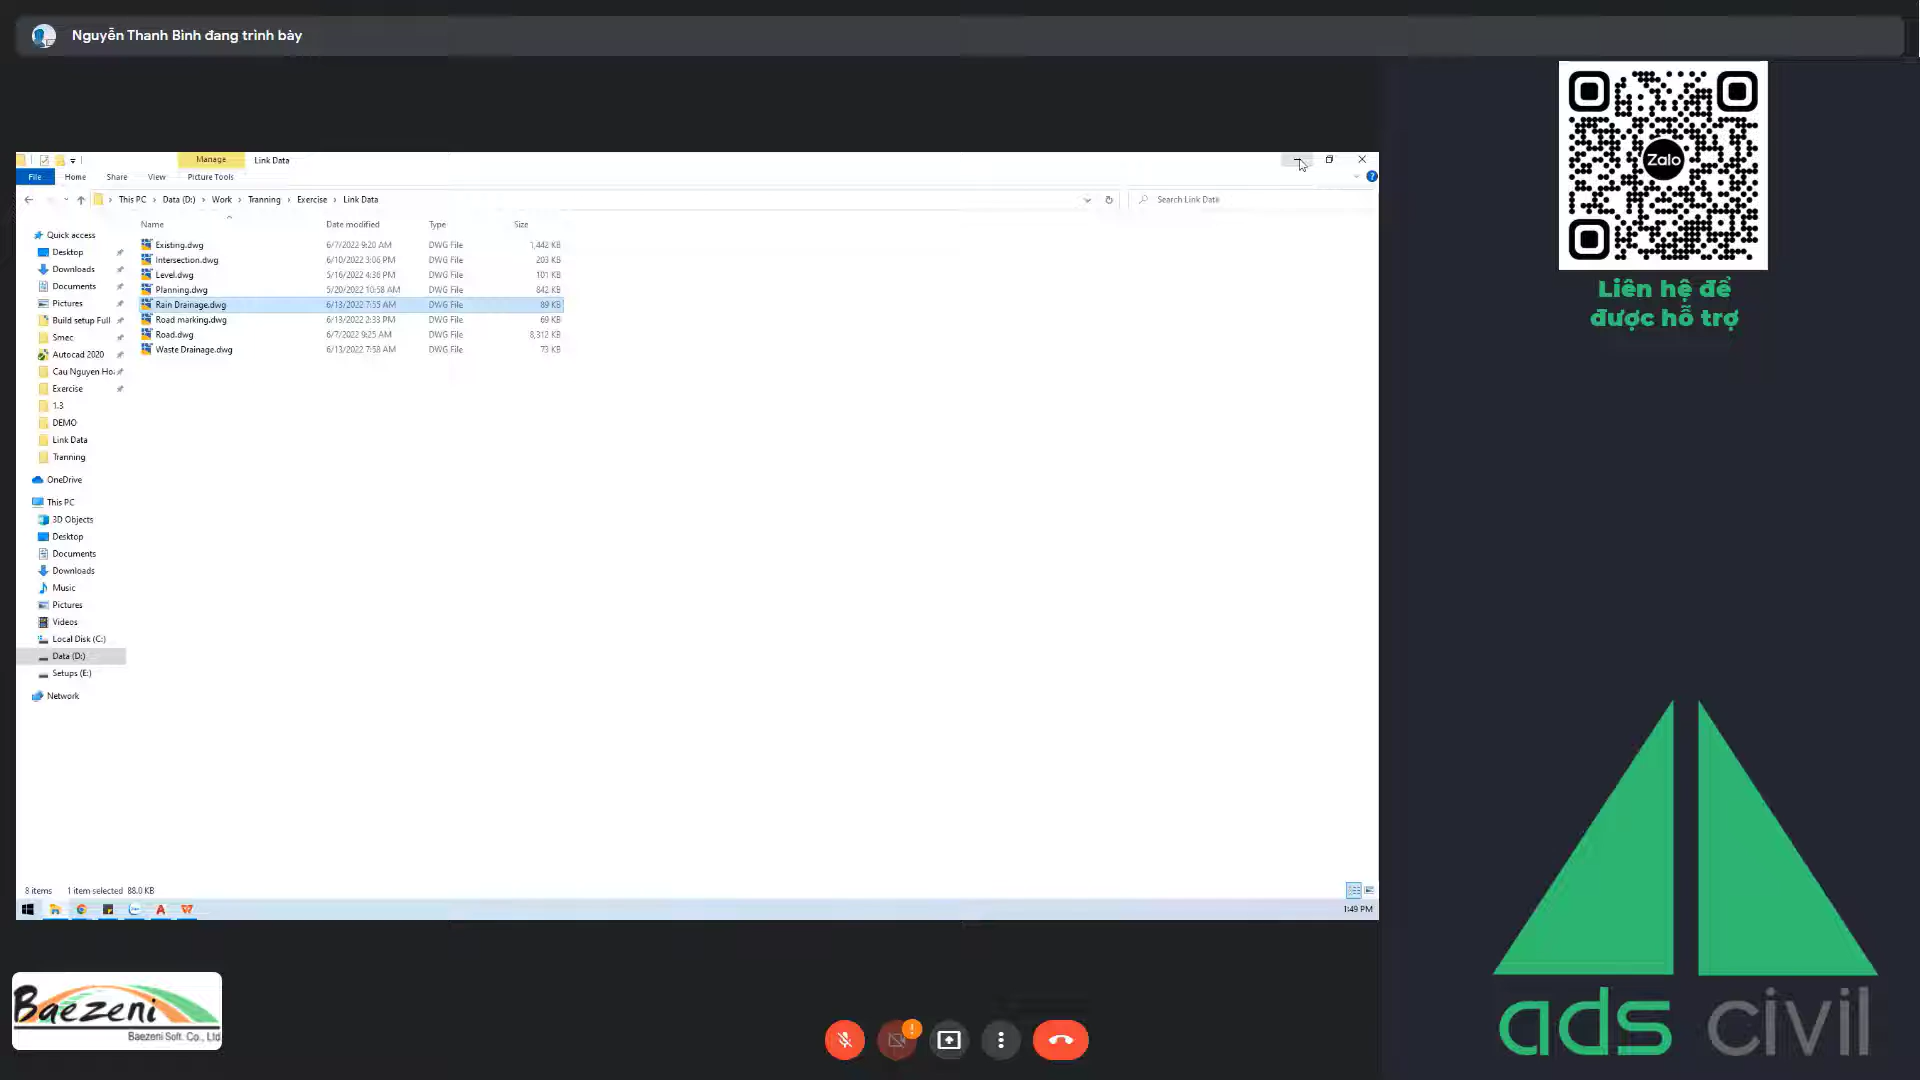 Nguyễn Thanh Bình đang trình bày
Manage
Link Data
File
Home
Share
View
Picture Tools
This PC > Data (D:) > Work > Tranning > Exercise > Link Data
Search Link Data
Name
Date modified
Type
Size
Existing.dwg 6/7/2022 9:20 AM DWG File 1,442 KB
Intersection.dwg 6/10/2022 3:06 PM DWG File 203 KB
Level.dwg 5/16/2022 4:36 PM DWG File 101 KB
Planning.dwg 5/20/2022 10:58 AM DWG File 842 KB
Rain Drainage.dwg 6/13/2022 7:55 AM DWG File 89 KB
Road marking.dwg 6/13/2022 2:33 PM DWG File 69 KB
Road.dwg 6/7/2022 9:25 AM DWG File 8,312 KB
Waste Drainage.dwg 6/13/2022 7:58 AM DWG File 73 KB
Quick access
Desktop
Downloads
Documents
Pictures
Build setup Full
Smec
Autocad 2020
Cau Nguyen Ho
Exercise
1.3
DEMO
Link Data
Tranning
OneDrive
This PC
3D Objects
Desktop
Documents
Downloads
Music
Pictures
Videos
Local Disk (C:)
Data (D:)
Setups (E:)
Network
8 items
1 item selected 88.0 KB
1:49 PM
Zalo
Liên hệ để
được hỗ trợ
Baezeni
Baezeni Soft. Co., Ltd
ads civil